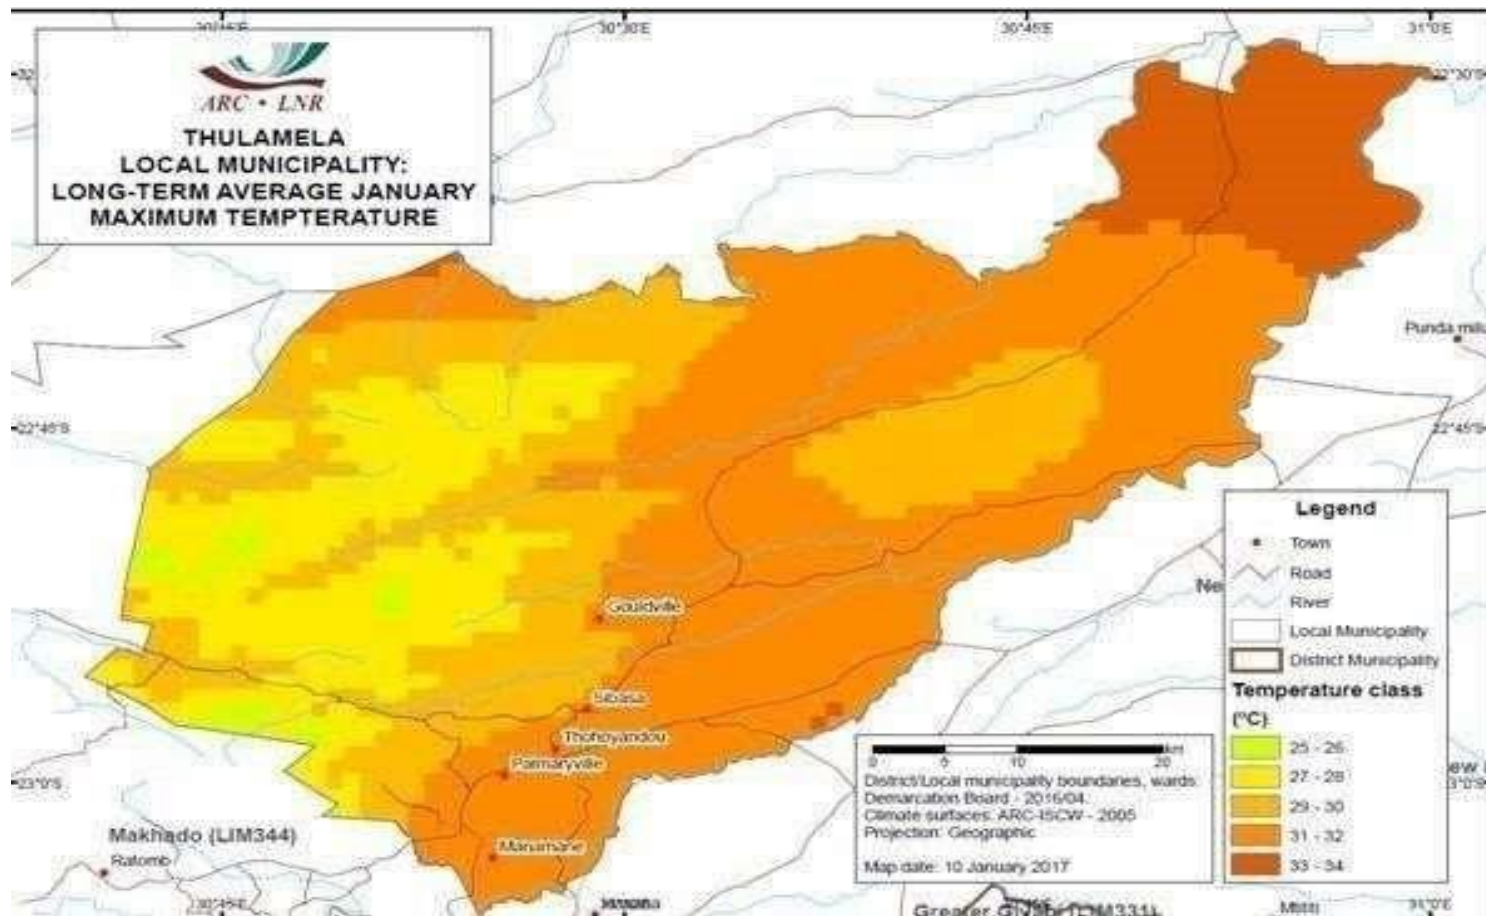 30°30'E
30°45'E
31°0'E
22°30'S
ARC • LNR
THULAMELA
LOCAL MUNICIPALITY:
LONG-TERM AVERAGE JANUARY
MAXIMUM TEMPTERATURE
22°45'S
22°45'S
Gouldville
Sibasa
Thohoyandou
Palmaryville
Manamane
Makhado (LIM344)
Ratomb
Legend
Town
Road
River
Local Municipality
District Municipality
Temperature class
(°C)
25 - 26
27 - 28
29 - 30
31 - 32
33 - 34
0 5 10 20 km
District/Local municipality boundaries, wards:
Demarcation Board - 2016/04.
Climate surfaces: ARC-ISCW - 2005
Projection: Geographic
Map date: 10 January 2017
23°0'S
31°0'E